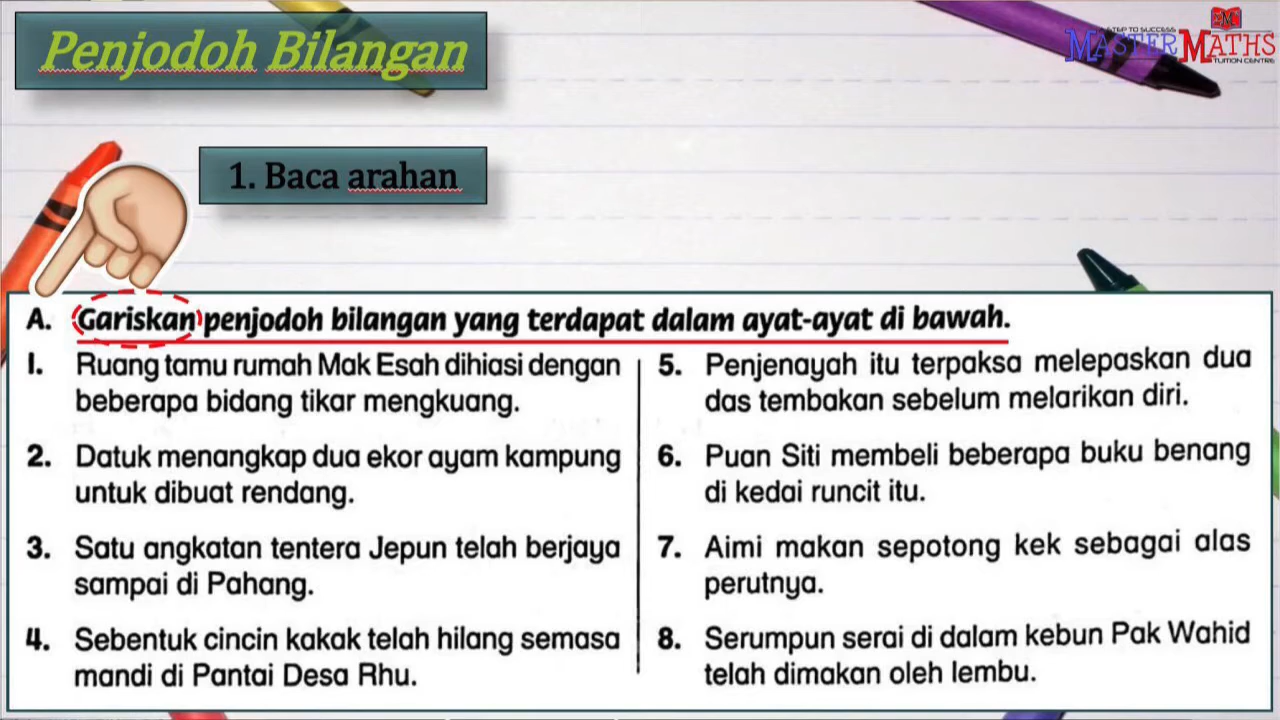 Penjodoh Bilangan
STEP TO SUCCESS
MASTER MATHS
TUITION CENTRE
1. Baca arahan
A. Gariskan penjodoh bilangan yang terdapat dalam ayat-ayat di bawah.
1. Ruang tamu rumah Mak Esah dihiasi dengan
beberapa bidang tikar mengkuang.
2. Datuk menangkap dua ekor ayam kampung
untuk dibuat rendang.
3. Satu angkatan tentera Jepun telah berjaya
sampai di Pahang.
4. Sebentuk cincin kakak telah hilang semasa
mandi di Pantai Desa Rhu.
5. Penjenayah itu terpaksa melepaskan dua
das tembakan sebelum melarikan diri.
6. Puan Siti membeli beberapa buku benang
di kedai runcit itu.
7. Aimi makan sepotong kek sebagai alas
perutnya.
8. Serumpun serai di dalam kebun Pak Wahid
telah dimakan oleh lembu.